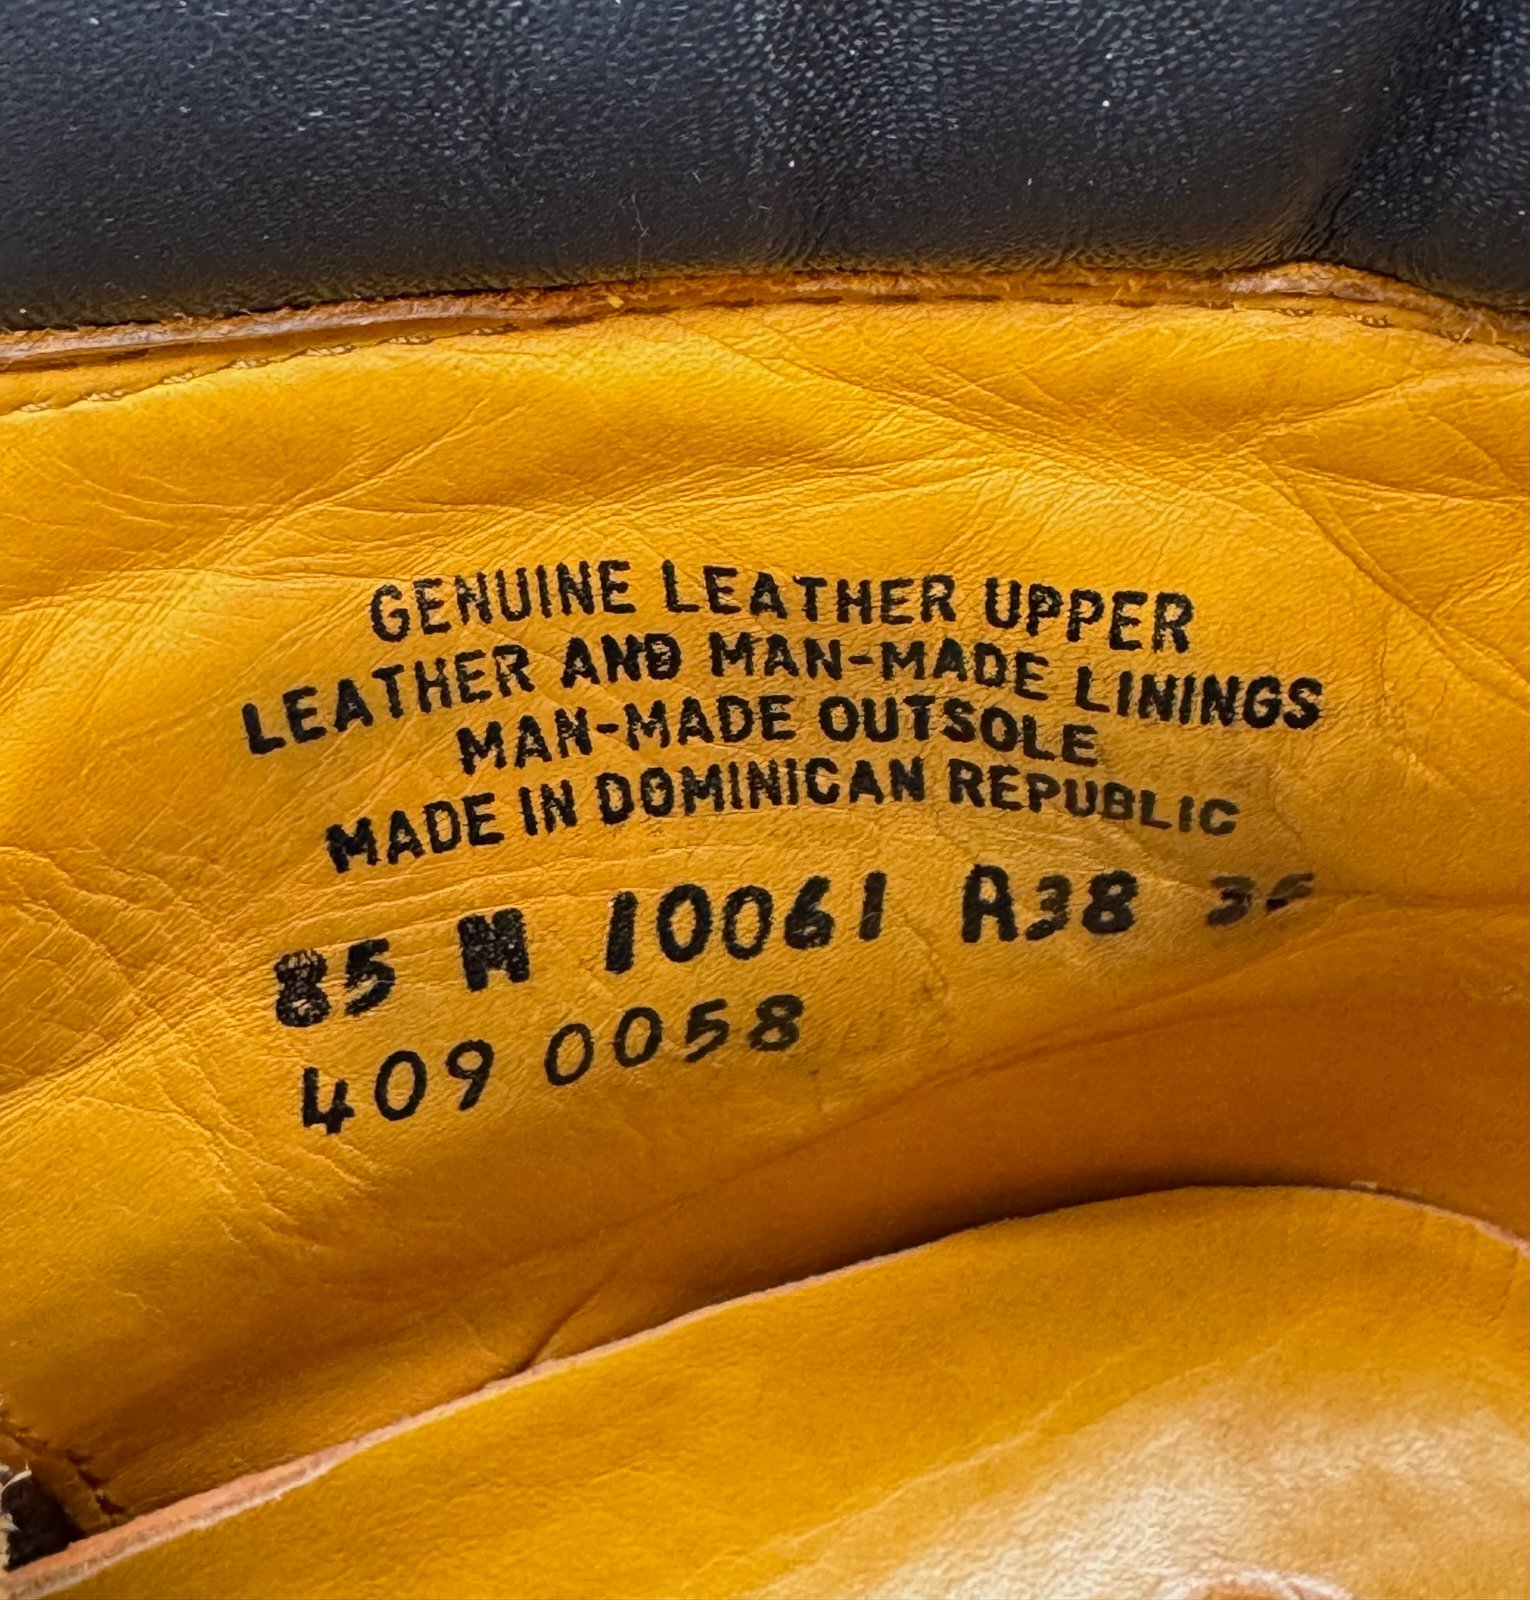 GENUINE LEATHER UPPER
LEATHER AND MAN-MADE LININGS
MAN-MADE OUTSOLE
MADE IN DOMINICAN REPUBLIC
85 M 10061 A38
409 0058